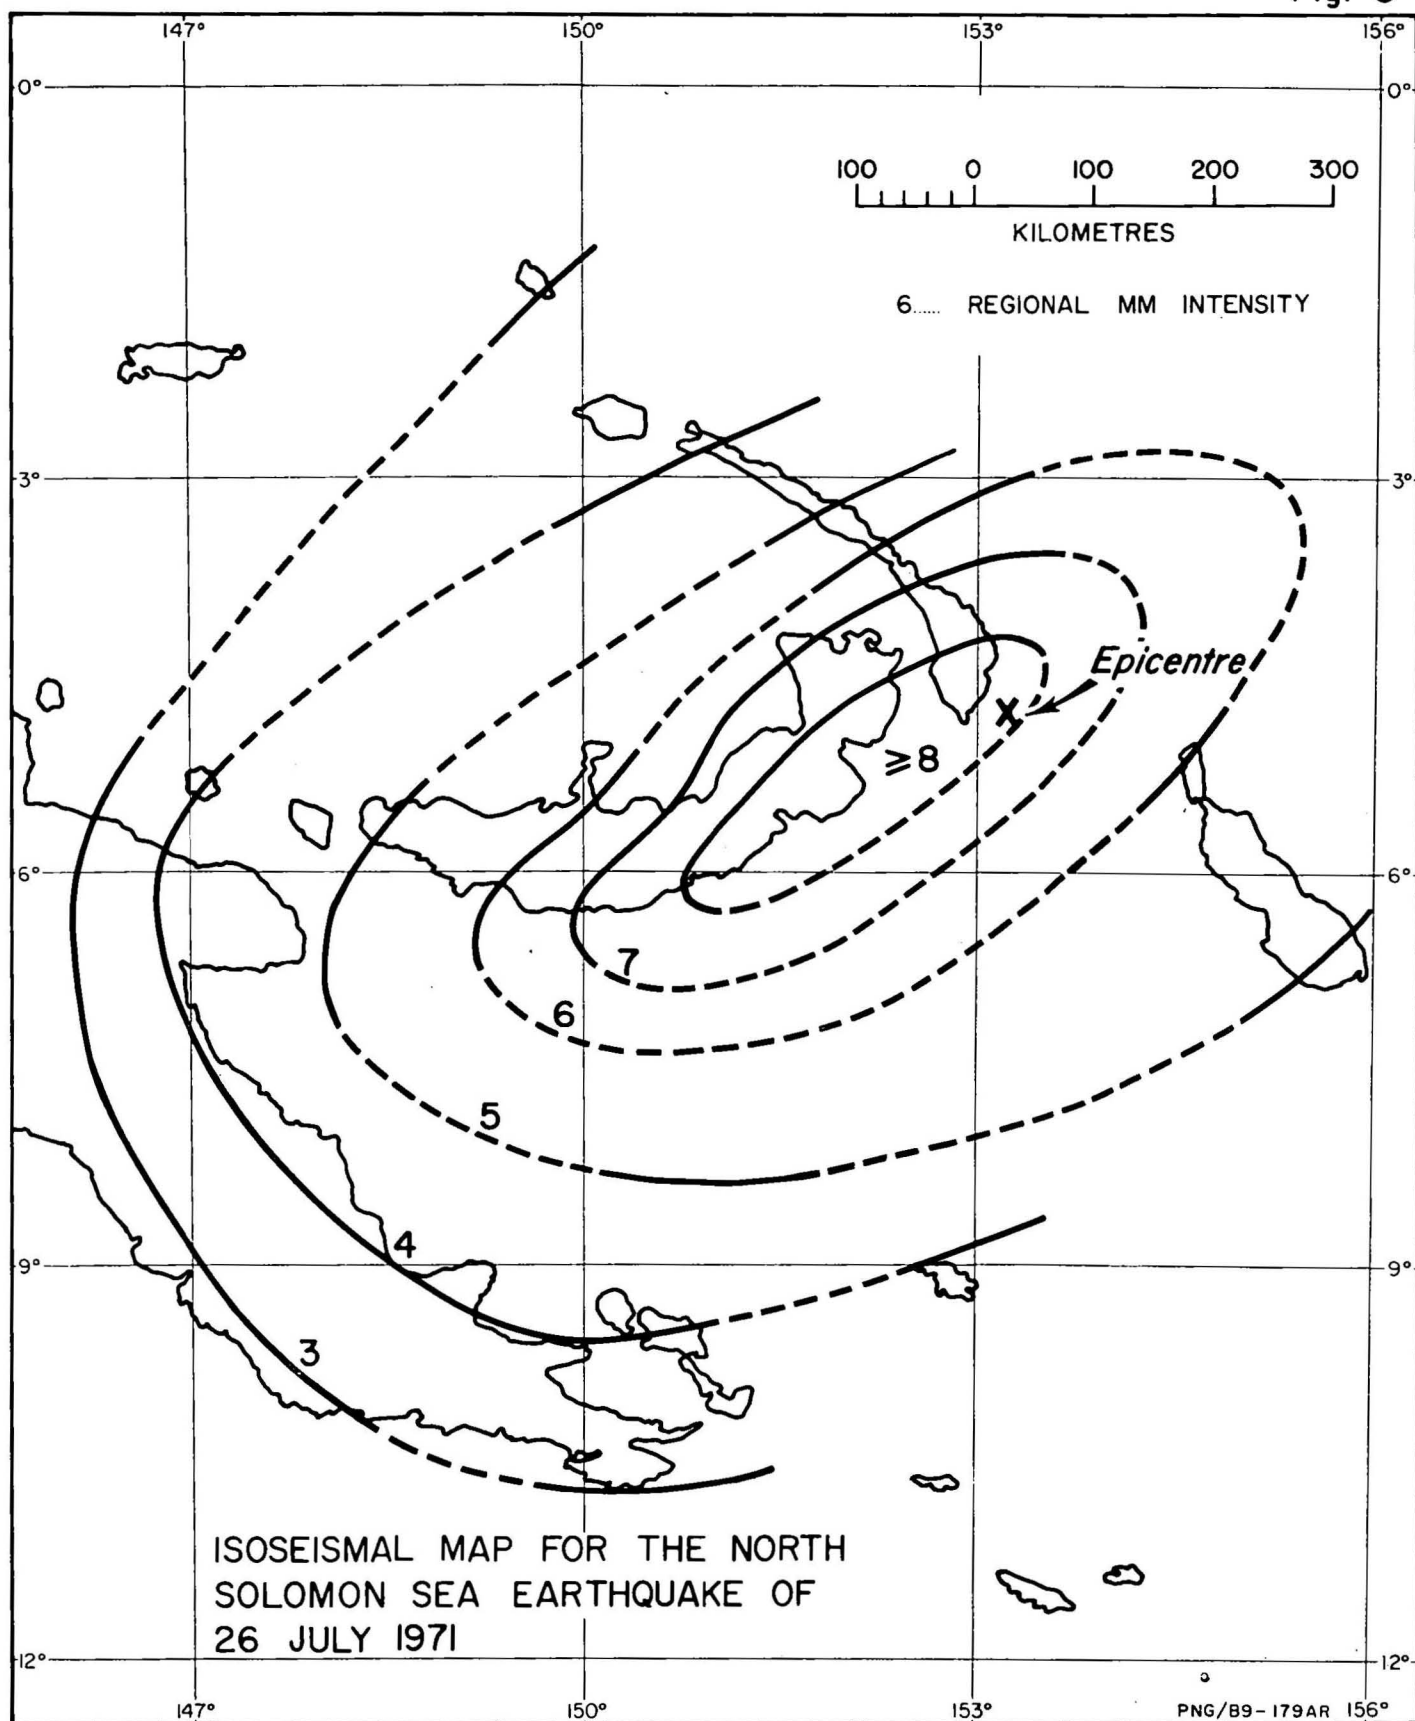 147° 150° 153° 156°
0° 0°
100 0 100 200 300
KILOMETRES
6...... REGIONAL MM INTENSITY
3° 3°
Epicentre
X
≥8
6° 6°
7
6
5
4
9° 9°
3
ISOSEISMAL MAP FOR THE NORTH
SOLOMON SEA EARTHQUAKE OF
26 JULY 1971
12° 12°
147° 150° 153° PNG/B9-179AR 156°